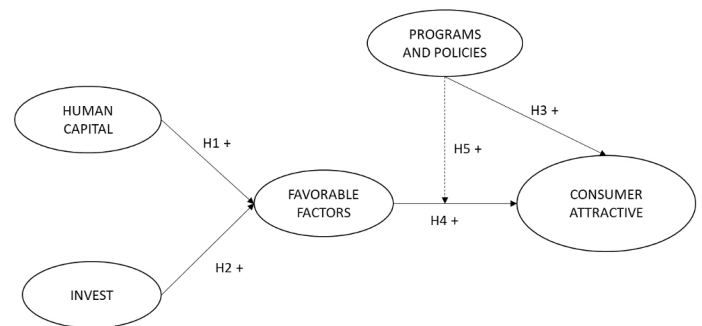 PROGRAMS
AND POLICIES
HUMAN
CAPITAL
H1 +
H3 +
H5 +
FAVORABLE
FACTORS
CONSUMER
ATTRACTIVE
H4 +
H2 +
INVEST